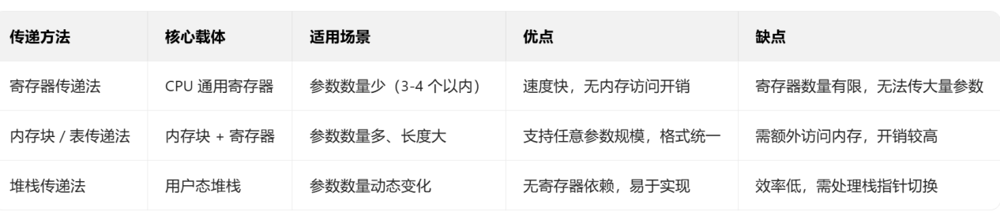 传递方法 核心载体 适用场景 优点 缺点
寄存器传递法 CPU 通用寄存器 参数数量少（3-4 个以内） 速度快，无内存访问开销 寄存器数量有限，无法传大量参数
内存块 / 表传递法 内存块 + 寄存器 参数数量多、长度大 支持任意参数规模，格式统一 需额外访问内存，开销较高
堆栈传递法 用户态堆栈 参数数量动态变化 无寄存器依赖，易于实现 效率低，需处理栈指针切换